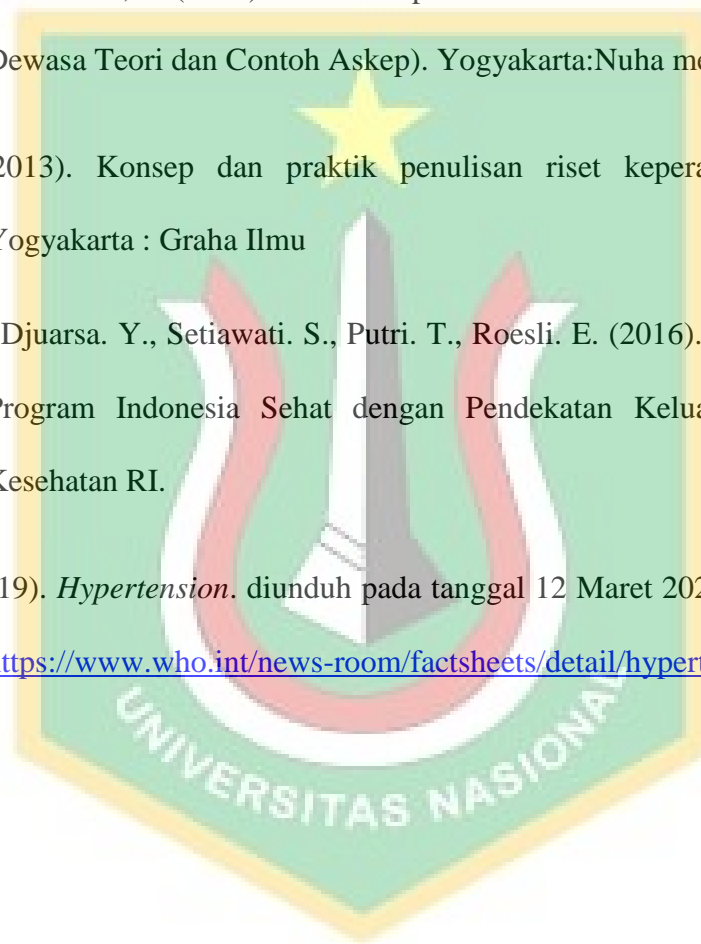 Dewasa Teori dan Contoh Askep). Yogyakarta:Nuha me
2013). Konsep dan praktik penulisan riset kepera
Yogyakarta : Graha Ilmu
Djuarsa. Y., Setiawati. S., Putri. T., Roesli. E. (2016).
Program Indonesia Sehat dengan Pendekatan Kelua
Kesehatan RI.
19). Hypertension. diunduh pada tanggal 12 Maret 202
https://www.who.int/news-room/factsheets/detail/hypert
UNIVERSITAS NASIONAL